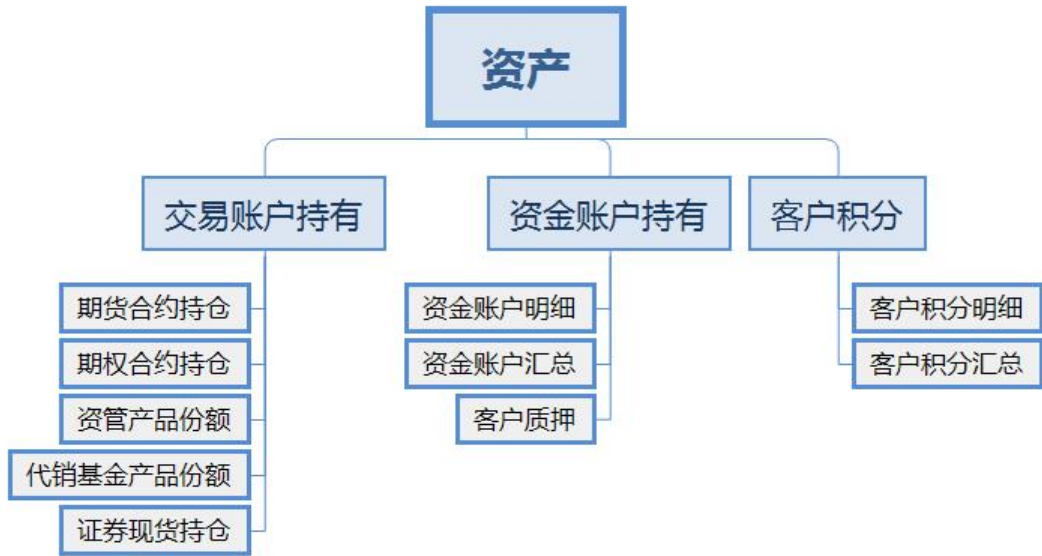 资产
交易账户持有
资金账户持有
客户积分
期货合约持仓
期权合约持仓
资管产品份额
代销基金产品份额
证券现货持仓
资金账户明细
资金账户汇总
客户质押
客户积分明细
客户积分汇总